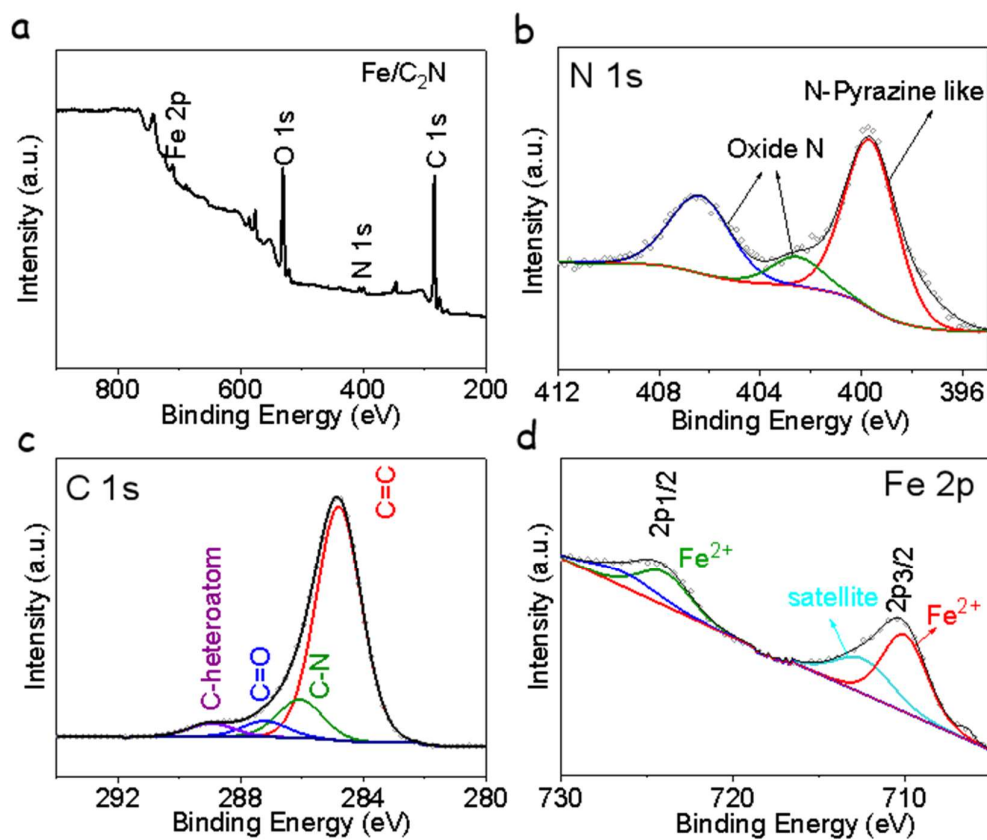 a
Fe/C₂N
Fe 2p
O 1s
N 1s
C 1s
Intensity (a.u.)
800 600 400 200
Binding Energy (eV)
b
N 1s
N-Pyrazine like
Oxide N
Intensity (a.u.)
412 408 404 400 396
Binding Energy (eV)
c
C 1s
C=C
C-heteroatom
C=O
C-N
Intensity (a.u.)
292 288 284 280
Binding Energy (eV)
d
Fe 2p
2p1/2
Fe²⁺
satellite
2p3/2
Fe²⁺
Intensity (a.u.)
730 720 710
Binding Energy (eV)